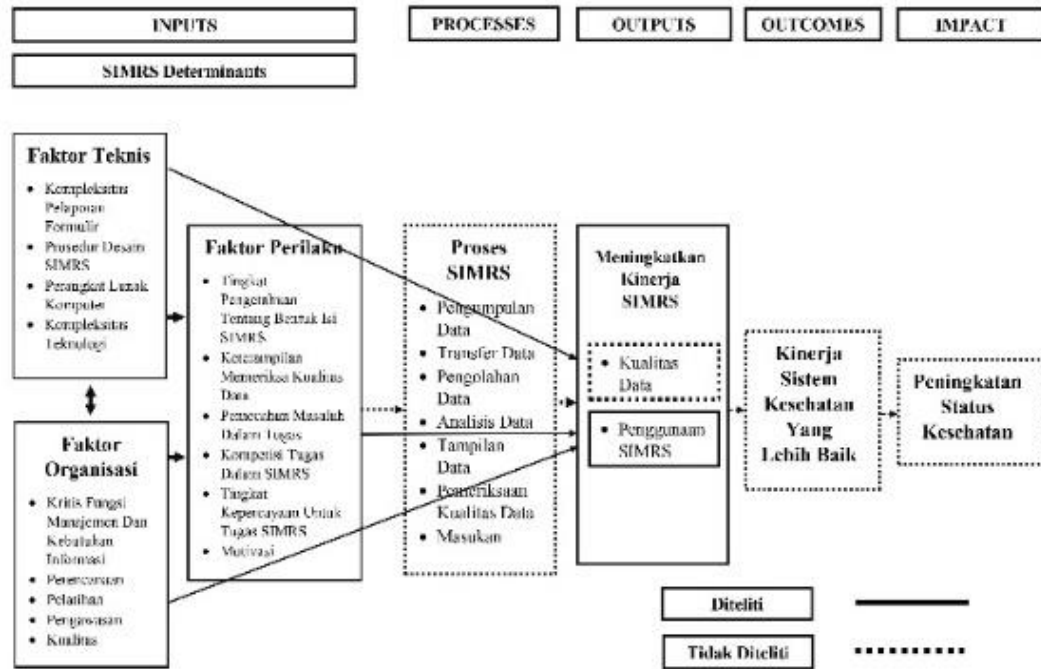 INPUTS
PROCESSES
OUTPUTS
OUTCOMES
IMPACT
SIMRS Determinants
Faktor Teknis
• Kompleksitas
Pelaporan
Formulir
• Prosedur Desain
SIMRS
• Perangkat Lunak
Komputer
• Kompleksitas
Teknologi
Faktor
Organisasi
• Kritis Fungsi
Manajemen Dan
Kebutuhan
Informasi
• Perencanaan
• Pelatihan
• Pengawasan
• Kualitas
Faktor Perilaku
• Tingkat
Pengetahuan
Tentang Bentuk Isi
SIMRS
• Keterampilan
Memeriksa Kualitas
Data
• Pemecahan Masalah
Dalam Tugas
• Kompetisi Tugas
Dalam SIMRS
• Tingkat
Kepercayaan Untuk
Tugas SIMRS
• Motivasi
Proses
SIMRS
• Pengumpulan
Data
• Transfer Data
• Pengolahan
Data
• Analisis Data
• Tampilan
Data
• Pemeriksaan
Kualitas Data
• Masukan
Meningkatkan
Kinerja
SIMRS
• Kualitas
Data
• Penggunaan
SIMRS
Kinerja
Sistem
Kesehatan
Yang
Lebih Baik
Peningkatan
Status
Kesehatan
Diteliti
Tidak Diteliti